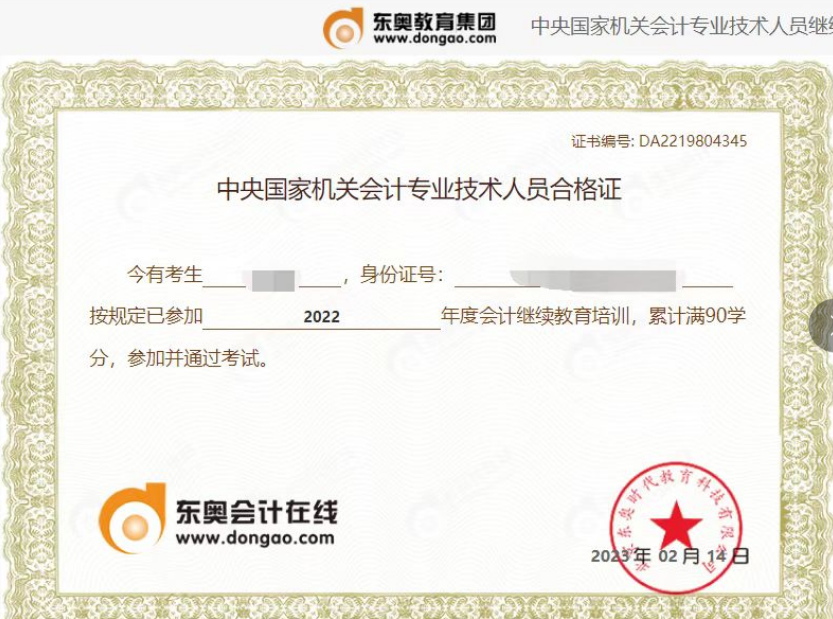 东奥教育集团
www.dongao.com
中央国家机关会计专业技术人员继续
证书编号: DA2219804345
中央国家机关会计专业技术人员合格证
今有考生 ，身份证号：
按规定已参加 2022 年度会计继续教育培训，累计满90学
分，参加并通过考试。
东奥会计在线
www.dongao.com
东奥时代教育科技有限公司
2023 年 02 月 14 日